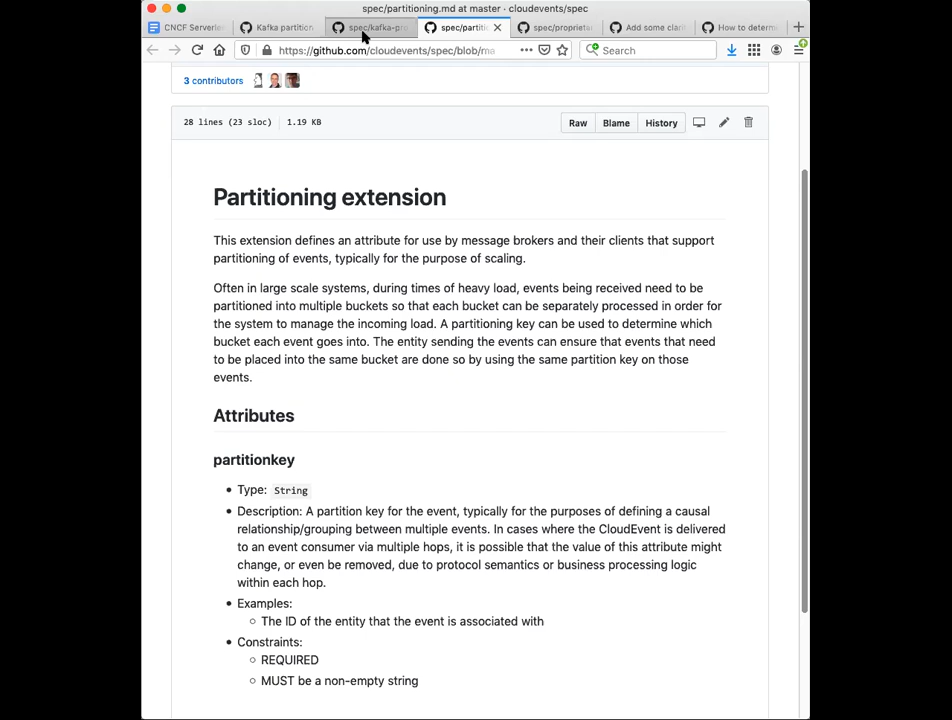 spec/partitioning.md at master · cloudevents/spec
CNCF Serverle
Kafka partition
spec/kafka-pro
spec/partiti
spec/proprieta
Add some clari
How to determ
https://github.com/cloudevents/spec/blob/ma
Search
3 contributors
28 lines (23 sloc) 1.19 KB
Raw Blame History
Partitioning extension
This extension defines an attribute for use by message brokers and their clients that support
partitioning of events, typically for the purpose of scaling.
Often in large scale systems, during times of heavy load, events being received need to be
partitioned into multiple buckets so that each bucket can be separately processed in order for
the system to manage the incoming load. A partitioning key can be used to determine which
bucket each event goes into. The entity sending the events can ensure that events that need
to be placed into the same bucket are done so by using the same partition key on those
events.
Attributes
partitionkey
• Type: String
• Description: A partition key for the event, typically for the purposes of defining a causal
relationship/grouping between multiple events. In cases where the CloudEvent is delivered
to an event consumer via multiple hops, it is possible that the value of this attribute might
change, or even be removed, due to protocol semantics or business processing logic
within each hop.
• Examples:
○ The ID of the entity that the event is associated with
• Constraints:
○ REQUIRED
○ MUST be a non-empty string